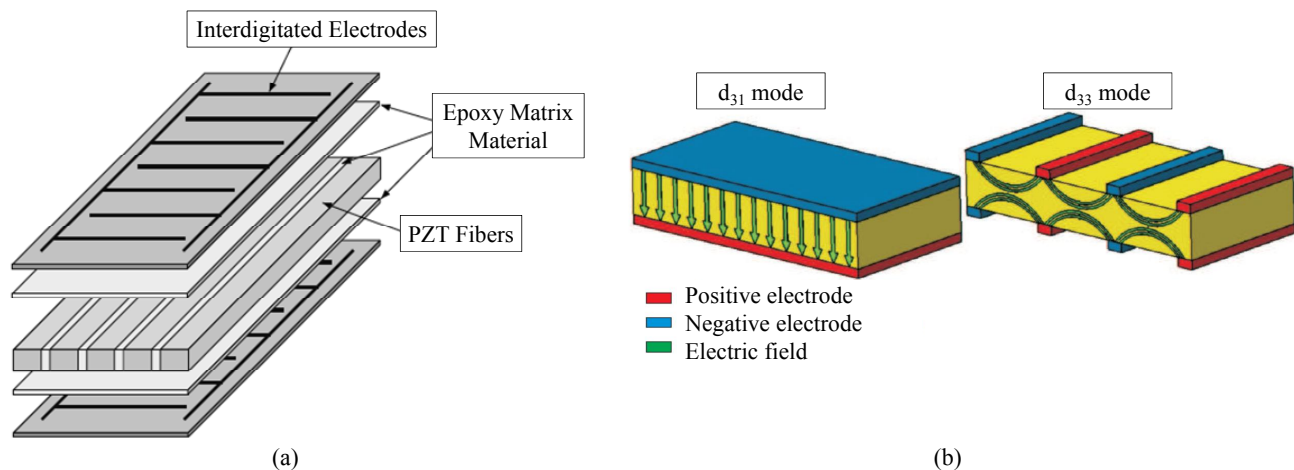 Interdigitated Electrodes
Epoxy Matrix
Material
PZT Fibers
(a)
d₃₁ mode
d₃₃ mode
Positive electrode
Negative electrode
Electric field
(b)